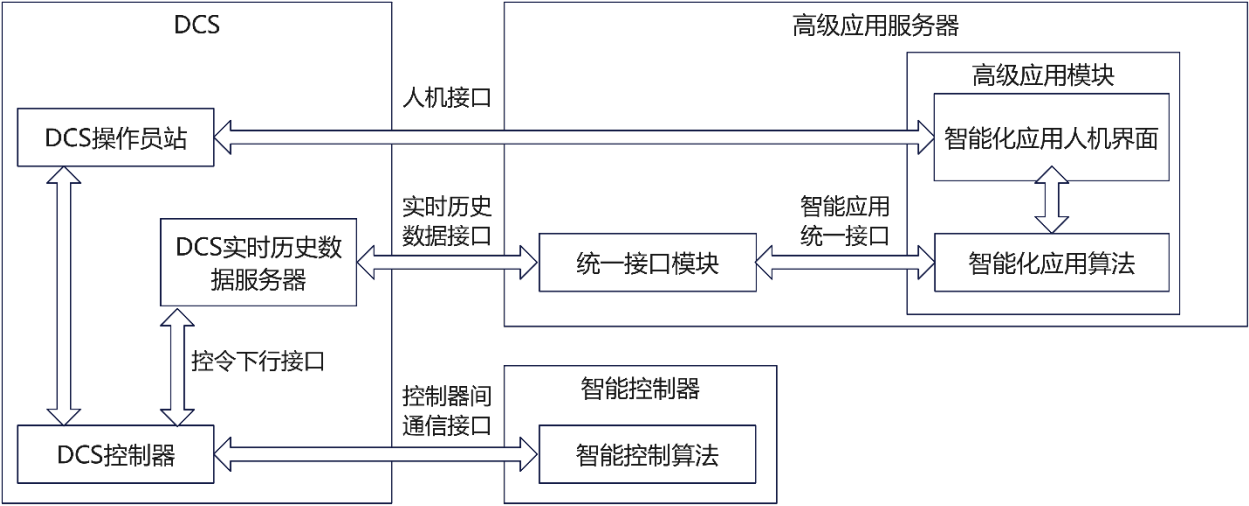 DCS
高级应用服务器
高级应用模块
人机接口
DCS操作员站
智能化应用人机界面
实时历史
数据接口
智能应用
统一接口
DCS实时历史数
据服务器
统一接口模块
智能化应用算法
控令下行接口
控制器间
通信接口
智能控制器
DCS控制器
智能控制算法